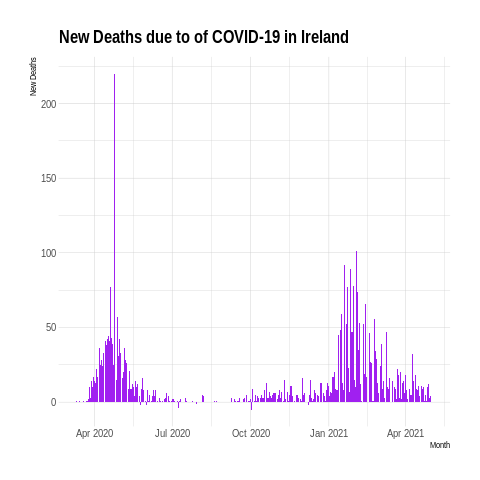 New Deaths due to of COVID-19 in Ireland
New Deaths
200
150
100
50
0
Apr 2020 Jul 2020 Oct 2020 Jan 2021 Apr 2021
Month